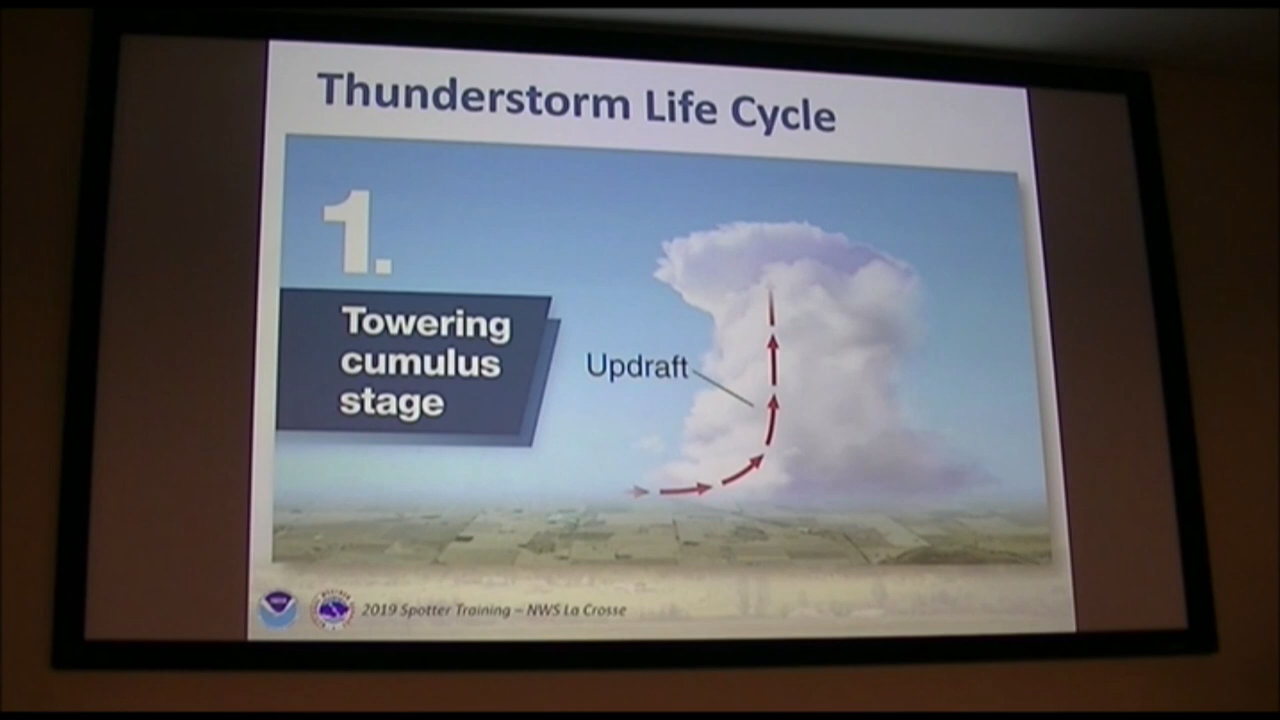 Thunderstorm Life Cycle
1.
Towering
cumulus
stage
Updraft
2019 Spotter Training – NWS La Crosse